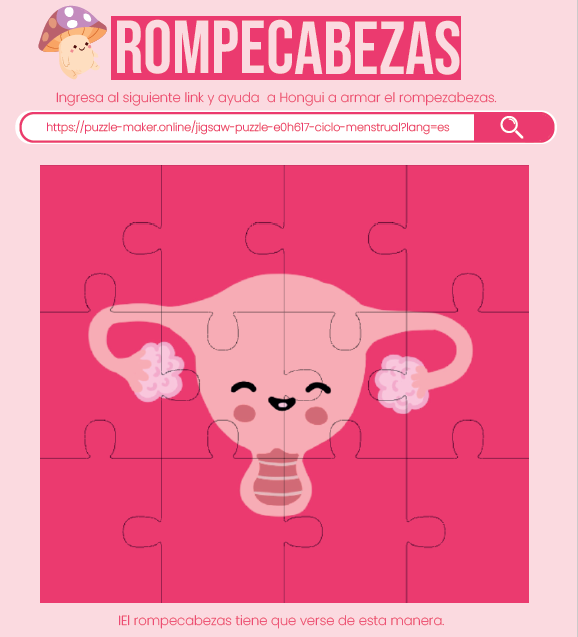 ROMPECABEZAS
Ingresa al siguiente link y ayuda a Hongui a armar el rompezabezas.
https://puzzle-maker.online/jigsaw-puzzle-e0h617-ciclo-menstrual?lang=es
IEl rompecabezas tiene que verse de esta manera.